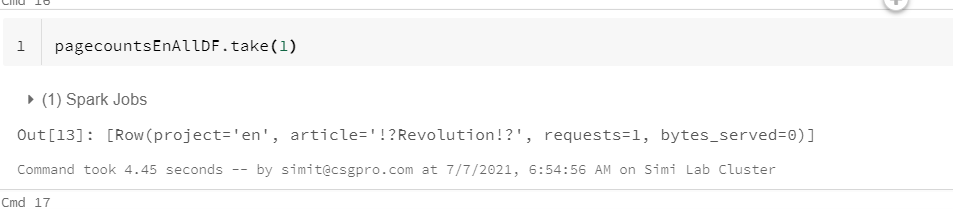 Cmd 16
1 pagecountsEnAllDF.take(1)
(1) Spark Jobs
Out[13]: [Row(project='en', article='!?Revolution!?', requests=1, bytes_served=0)]
Command took 4.45 seconds -- by simit@csgpro.com at 7/7/2021, 6:54:56 AM on Simi Lab Cluster
Cmd 17